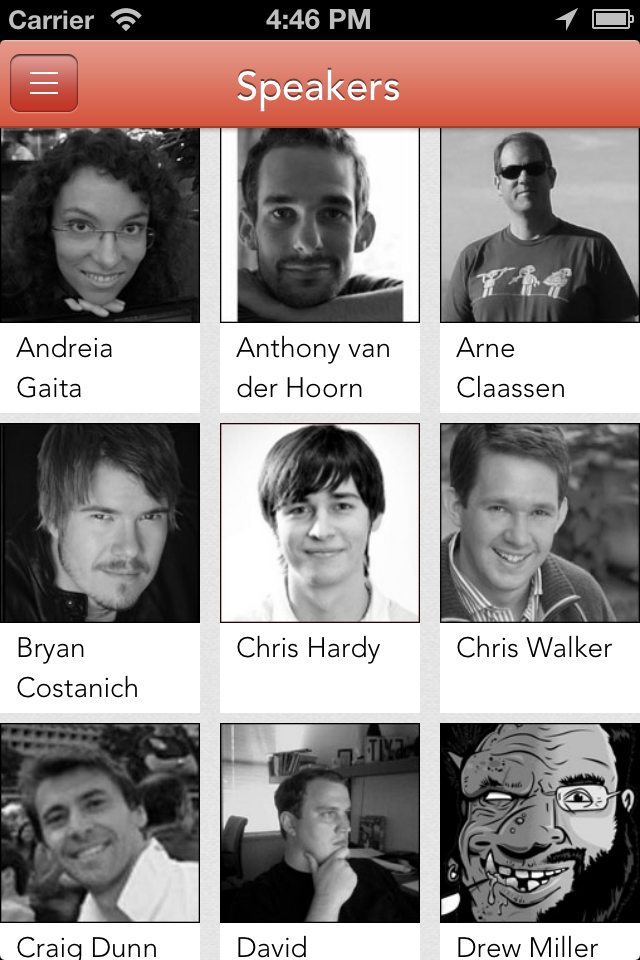 Carrier 4:46 PM
Speakers
Andreia
Gaita
Anthony van
der Hoorn
Arne
Claassen
Bryan
Costanich
Chris Hardy
Chris Walker
Craig Dunn
David
Drew Miller